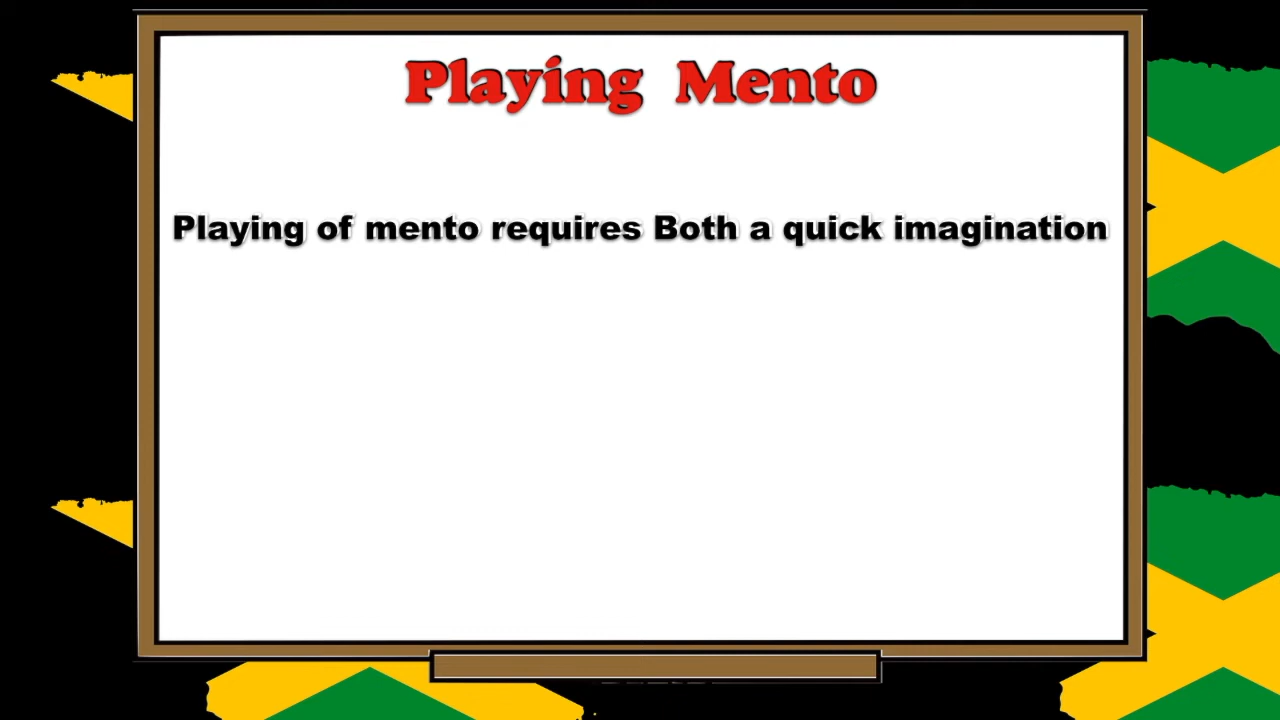 Playing Mento
Playing of mento requires Both a quick imagination